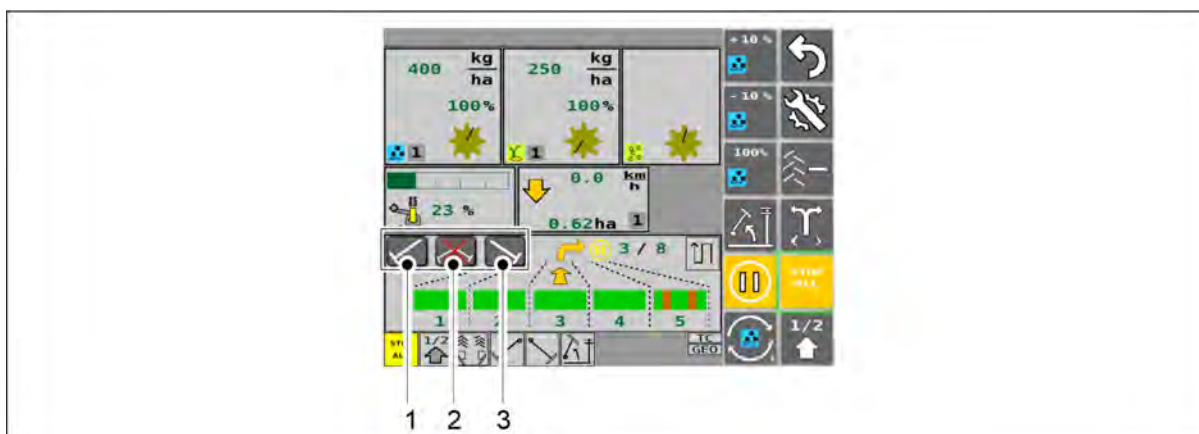 400 kg/ha
100%
1
250 kg/ha
100%
1
+10 %
- 10 %
100%
23 %
0.0 km/h
0.62ha 1
3 / 8
1 2 3 4 5
STOP ALL
1/2
1/2
TC
GEO
1 2 3